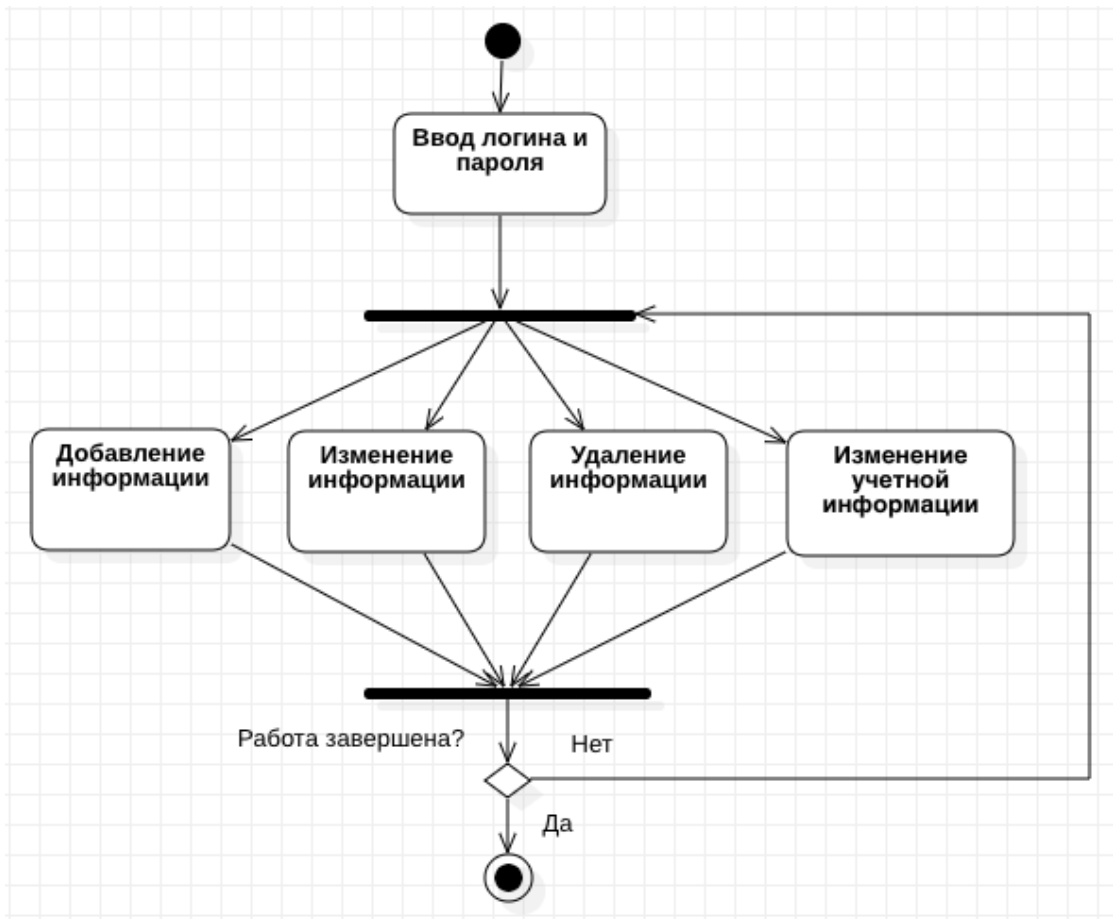 Ввод логина и
пароля
Добавление
информации
Изменение
информации
Удаление
информации
Изменение
учетной
информации
Работа завершена?
Нет
Да